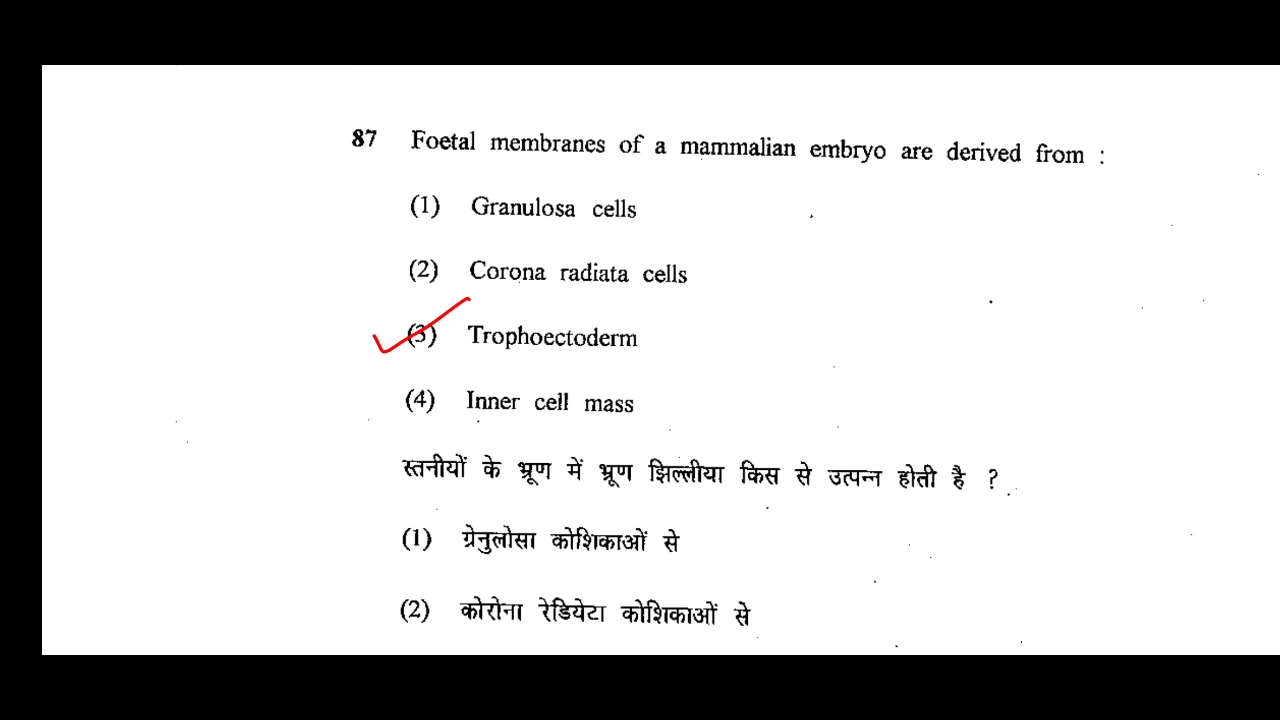 87 Foetal membranes of a mammalian embryo are derived from :
(1) Granulosa cells
(2) Corona radiata cells
(3) Trophoectoderm
(4) Inner cell mass
स्तनीयों के भ्रूण में भ्रूण झिल्लीया किस से उत्पन्न होती है ?
(1) ग्रेनुलोसा कोशिकाओं से
(2) कोरोना रेडियेटा कोशिकाओं से